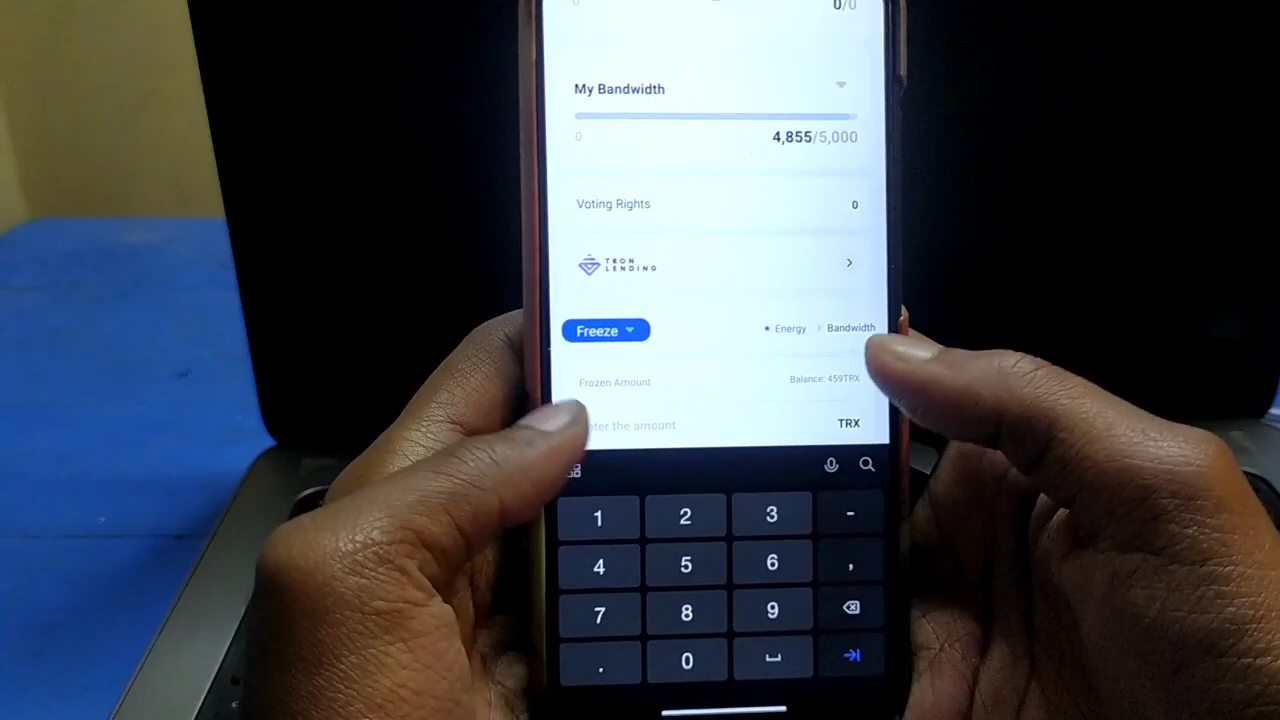 0 0/0
My Bandwidth
0 4,855/5,000
Voting Rights 0
TRON
LENDING
Freeze Energy Bandwidth
Frozen Amount Balance: 459TRX
the amount TRX
1 2 3 -
4 5 6 ,
7 8 9
. 0